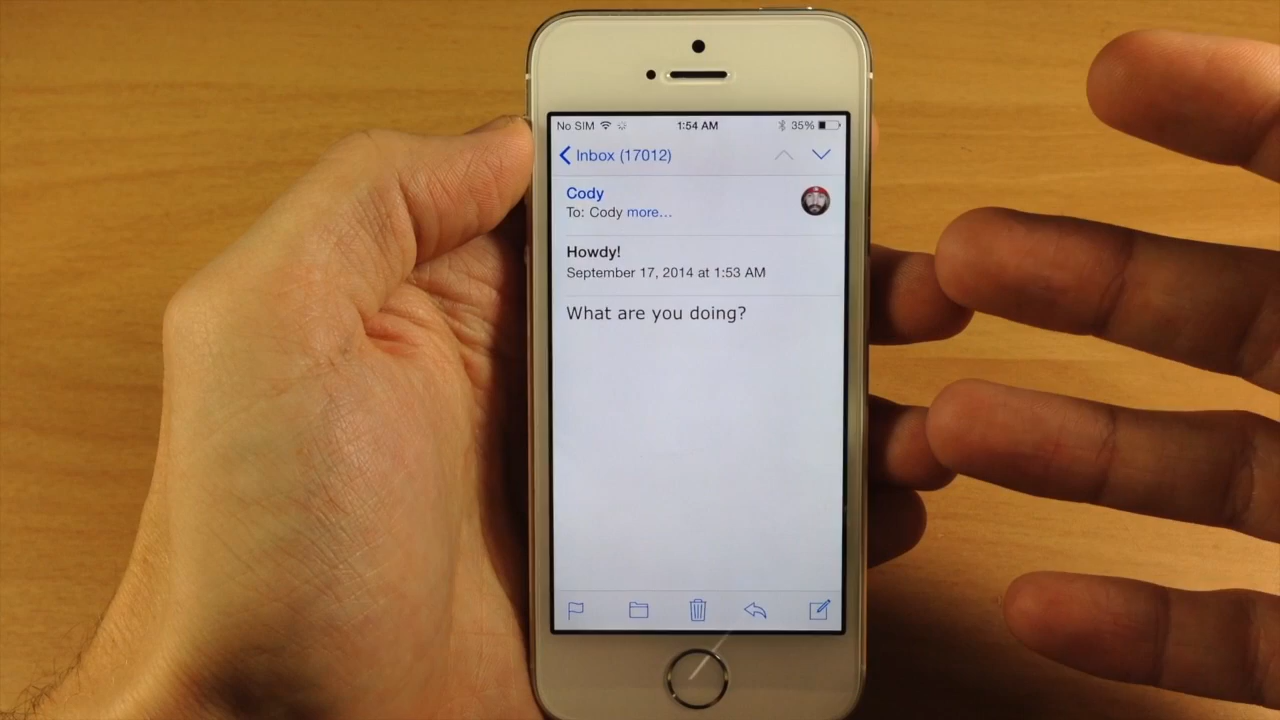 No SIM 1:54 AM 35%
Inbox (17012)
Cody
To: Cody more...
Howdy!
September 17, 2014 at 1:53 AM
What are you doing?